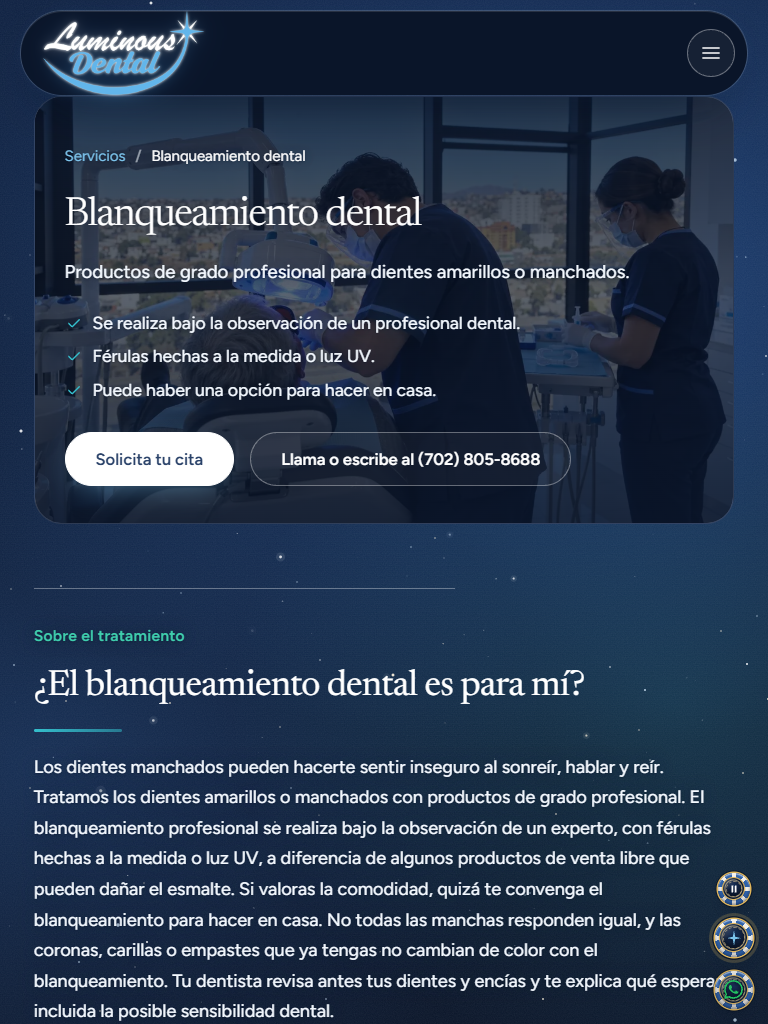 Luminous
Dental
Servicios / Blanqueamiento dental
Blanqueamiento dental
Productos de grado profesional para dientes amarillos o manchados.
Se realiza bajo la observación de un profesional dental.
Férulas hechas a la medida o luz UV.
Puede haber una opción para hacer en casa.
Solicita tu cita
Llama o escribe al (702) 805-8688
Sobre el tratamiento
¿El blanqueamiento dental es para mí?
Los dientes manchados pueden hacerte sentir inseguro al sonreír, hablar y reír.
Tratamos los dientes amarillos o manchados con productos de grado profesional. El
blanqueamiento profesional se realiza bajo la observación de un experto, con férulas
hechas a la medida o luz UV, a diferencia de algunos productos de venta libre que
pueden dañar el esmalte. Si valoras la comodidad, quizá te convenga el
blanqueamiento para hacer en casa. No todas las manchas responden igual, y las
coronas, carillas o empastes que ya tengas no cambian de color con el
blanqueamiento. Tu dentista revisa antes tus dientes y encías y te explica qué espera
incluida la posible sensibilidad dental.